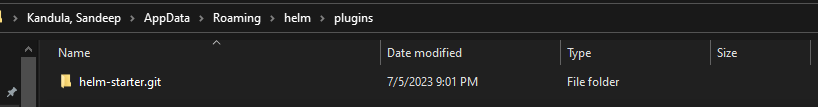 Kandula, Sandeep > AppData > Roaming > helm > plugins
Name Date modified Type Size
helm-starter.git 7/5/2023 9:01 PM File folder